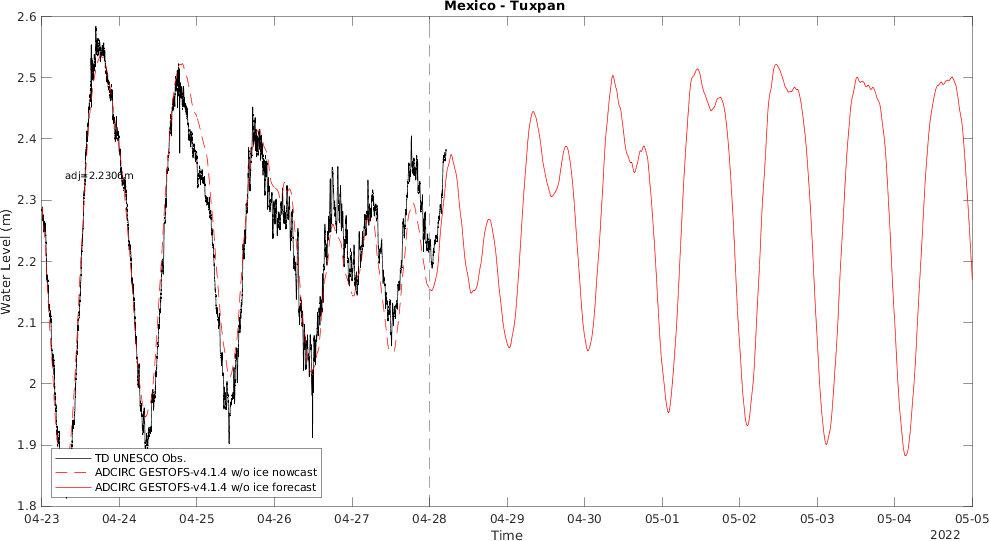 Mexico - Tuxpan
2.6
2.5
2.4
2.3
2.2
2.1
2
1.9
1.8
Water Level (m)
adj=2.2306m
TD UNESCO Obs.
ADCIRC GESTOFS-v4.1.4 w/o ice nowcast
ADCIRC GESTOFS-v4.1.4 w/o ice forecast
04-23 04-24 04-25 04-26 04-27 04-28 04-29 04-30 05-01 05-02 05-03 05-04 05-05
Time
2022